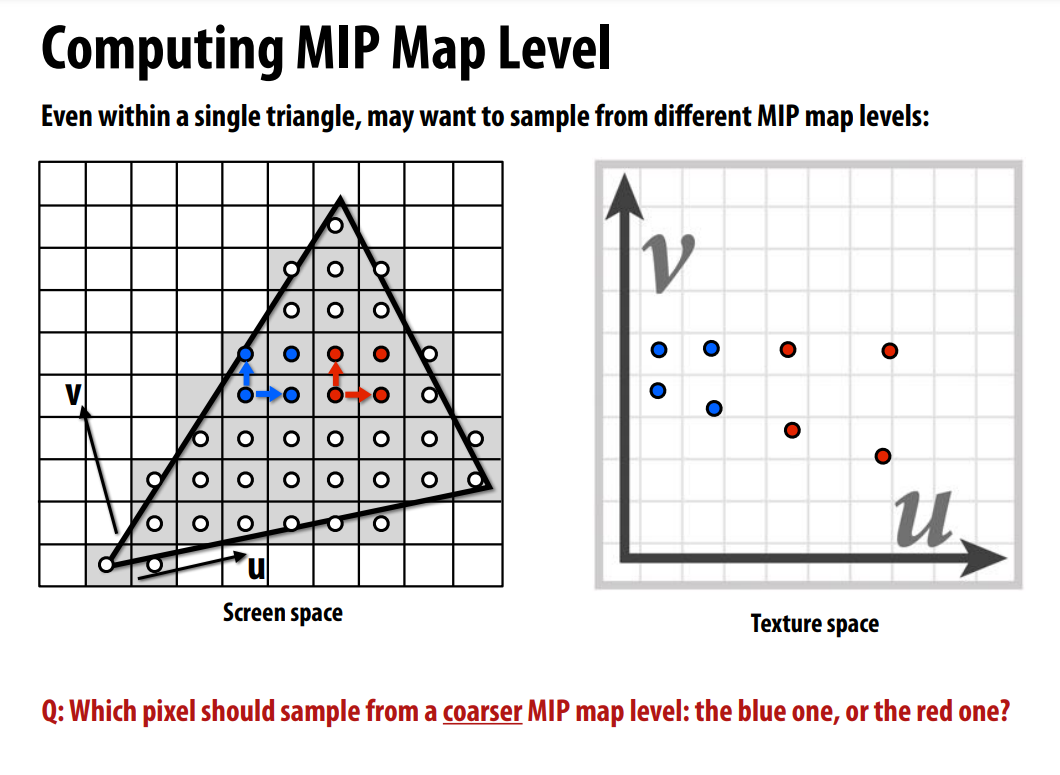 Computing MIP Map Level
Even within a single triangle, may want to sample from different MIP map levels:
v
u
Screen space
v
u
Texture space
Q: Which pixel should sample from a coarser MIP map level: the blue one, or the red one?